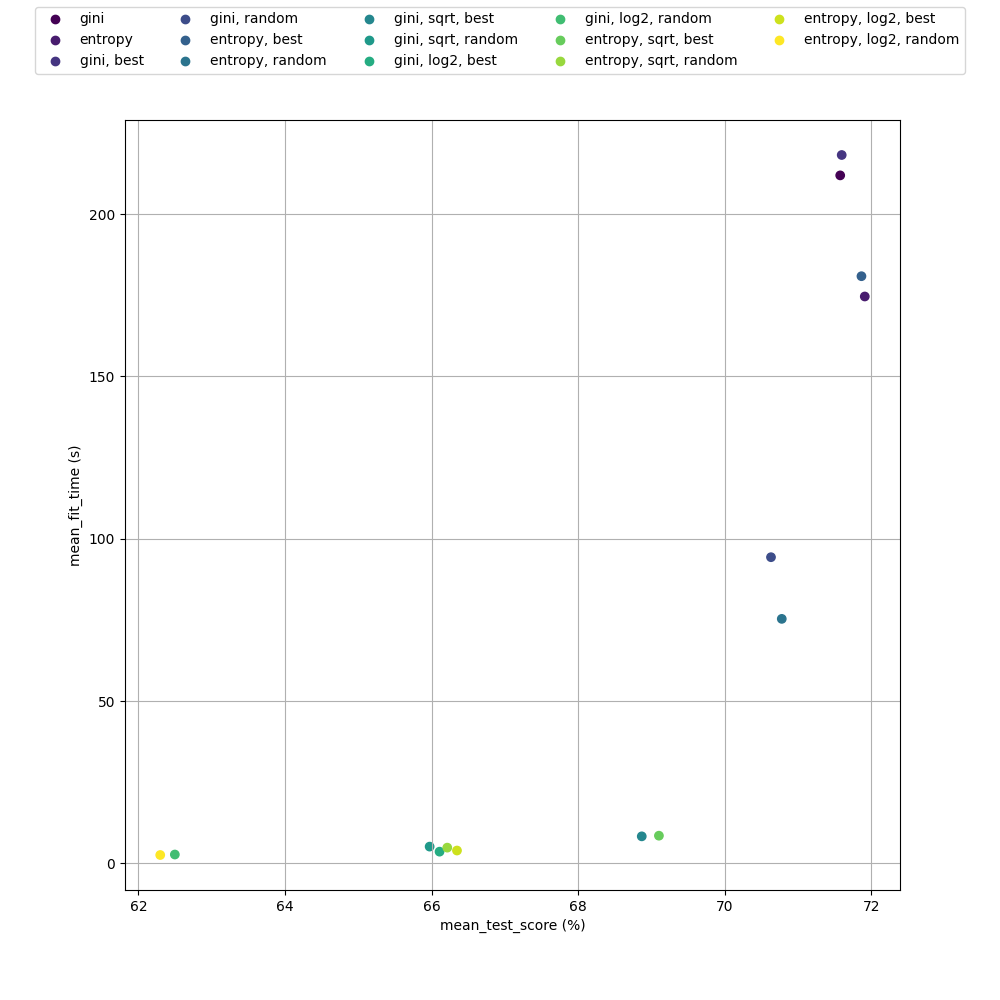 gini
entropy
gini, best
gini, random
entropy, best
entropy, random
gini, sqrt, best
gini, sqrt, random
gini, log2, best
gini, log2, random
entropy, sqrt, best
entropy, sqrt, random
entropy, log2, best
entropy, log2, random
mean_fit_time (s)
200
150
100
50
0
62 64 66 68 70 72
mean_test_score (%)